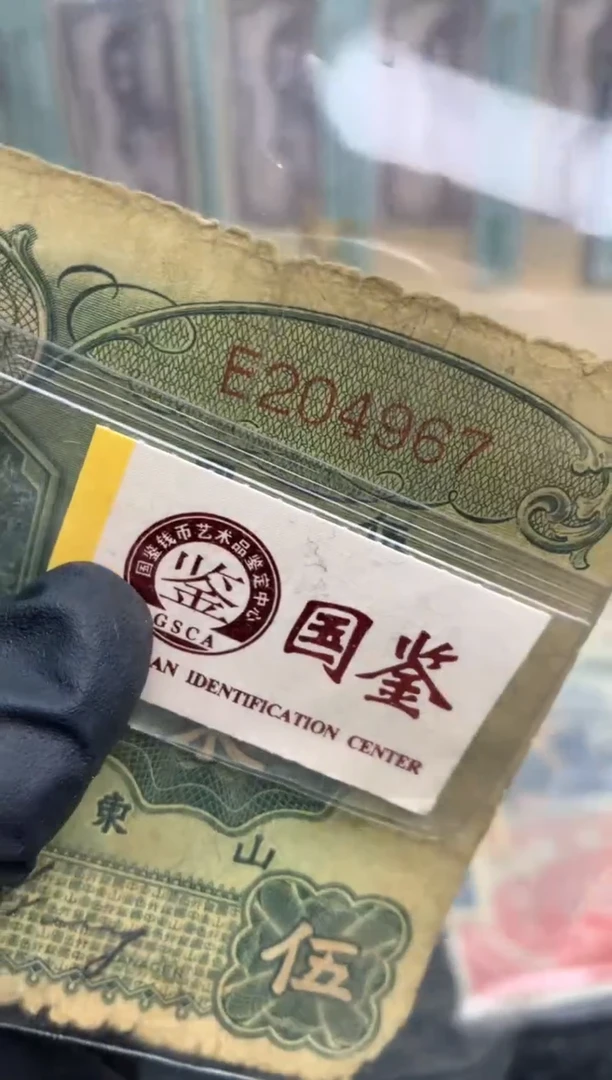 E204967
国鉴钱币艺术品鉴定中心
鉴
GSCA
国鉴
AN IDENTIFICATION CENTER
東
山
伍